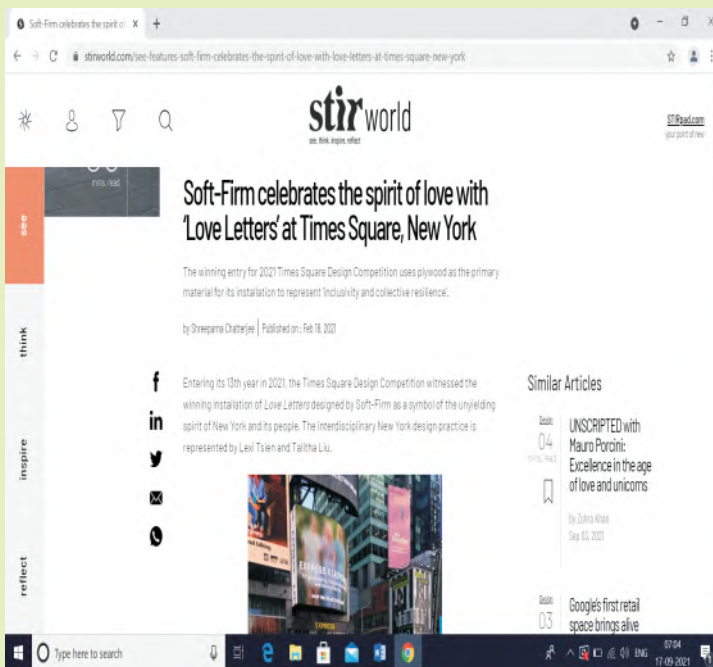 Soft-Firm celebrates the spirit of
stirworld.com/see-features-soft-firm-celebrates-the-spirt-of-love-with-love-letters-at-times-square-new-york
stir world
see. think. inspire. reflect
STIRpad.com
your point of new
mins. read
see
think
inspire
reflect
Soft-Firm celebrates the spirit of love with
'Love Letters' at Times Square, New York
The winning entry for 2021 Times Square Design Competition uses plywood as the primary
material for its installation to represent 'inclusivity and collective resilience'.
by Shreeparna Chatterjee | Published on : Feb 18, 2021
Entering its 13th year in 2021, the Times Square Design Competition witnessed the
winning installation of Love Letters designed by Soft-Firm as a symbol of the unyielding
spirit of New York and its people. The interdisciplinary New York design practice is
represented by Lexi Tsien and Talitha Liu.
EXPRESS
Similar Articles
Design
04
mins. read
UNSCRIPTED with
Mauro Porcini:
Excellence in the age
of love and unicorns
by Zohra Khan
Sep 03, 2021
Design
03
Google's first retail
space brings alive
Type here to search
ENG
07:04
17-09-2021